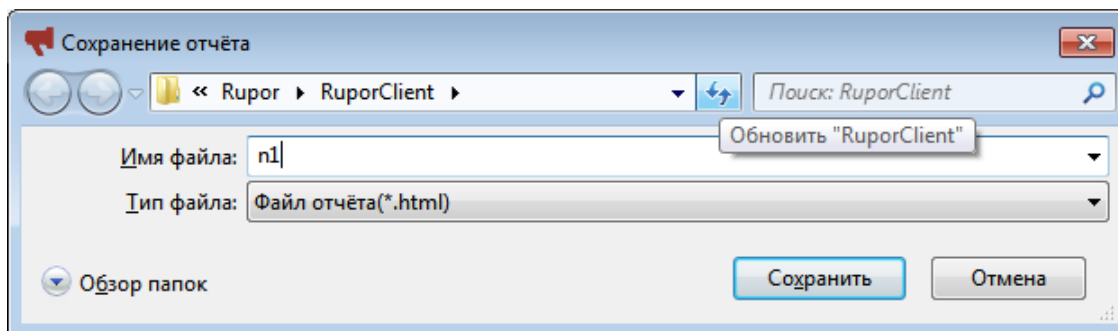 Сохранение отчёта
« Rupor ▸ RuporClient ▸ Поиск: RuporClient
Обновить "RuporClient"
Имя файла: n1
Тип файла: Файл отчёта(*.html)
Обзор папок Сохранить Отмена